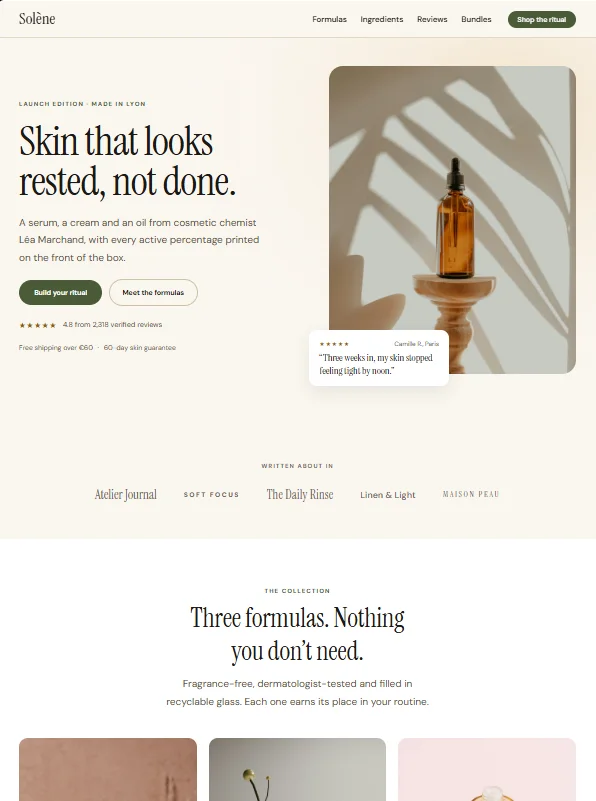 Solène
Formulas
Ingredients
Reviews
Bundles
Shop the ritual
LAUNCH EDITION · MADE IN LYON
Skin that looks
rested, not done.
A serum, a cream and an oil from cosmetic chemist
Léa Marchand, with every active percentage printed
on the front of the box.
Build your ritual
Meet the formulas
★★★★★ 4.8 from 2,318 verified reviews
Free shipping over €60 · 60-day skin guarantee
★★★★★ Camille R., Paris
“Three weeks in, my skin stopped
feeling tight by noon.”
WRITTEN ABOUT IN
Atelier Journal
SOFT FOCUS
The Daily Rinse
Linen & Light
MAISON PEAU
THE COLLECTION
Three formulas. Nothing
you don’t need.
Fragrance-free, dermatologist-tested and filled in
recyclable glass. Each one earns its place in your routine.